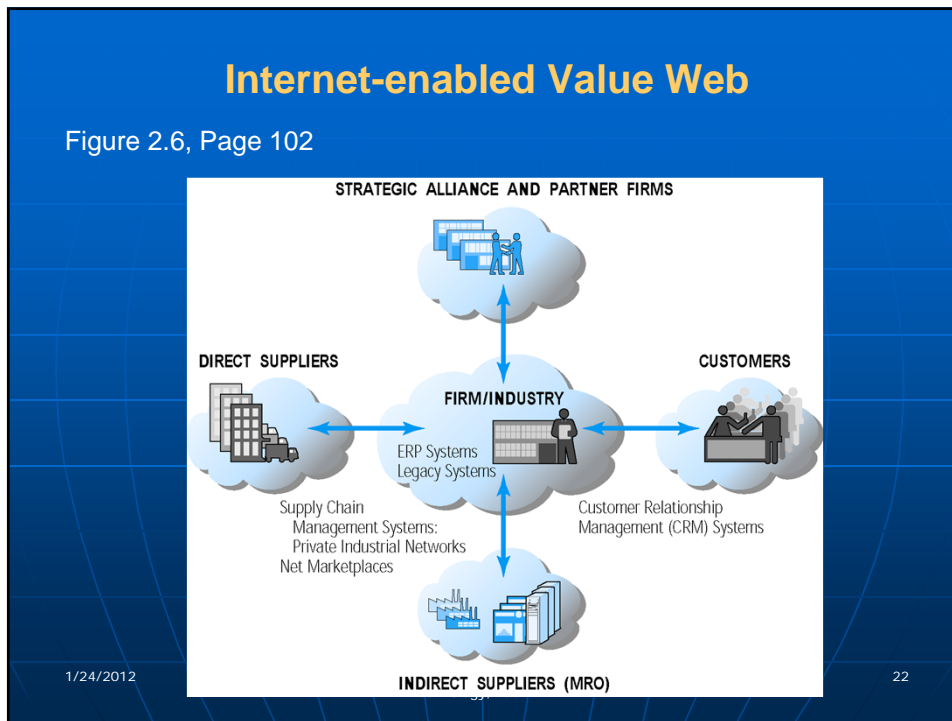 Internet-enabled Value Web
Figure 2.6, Page 102
STRATEGIC ALLIANCE AND PARTNER FIRMS
DIRECT SUPPLIERS
CUSTOMERS
FIRM/INDUSTRY
ERP Systems
Legacy Systems
Supply Chain
Management Systems:
Private Industrial Networks
Net Marketplaces
Customer Relationship
Management (CRM) Systems
INDIRECT SUPPLIERS (MRO)
1/24/2012
22